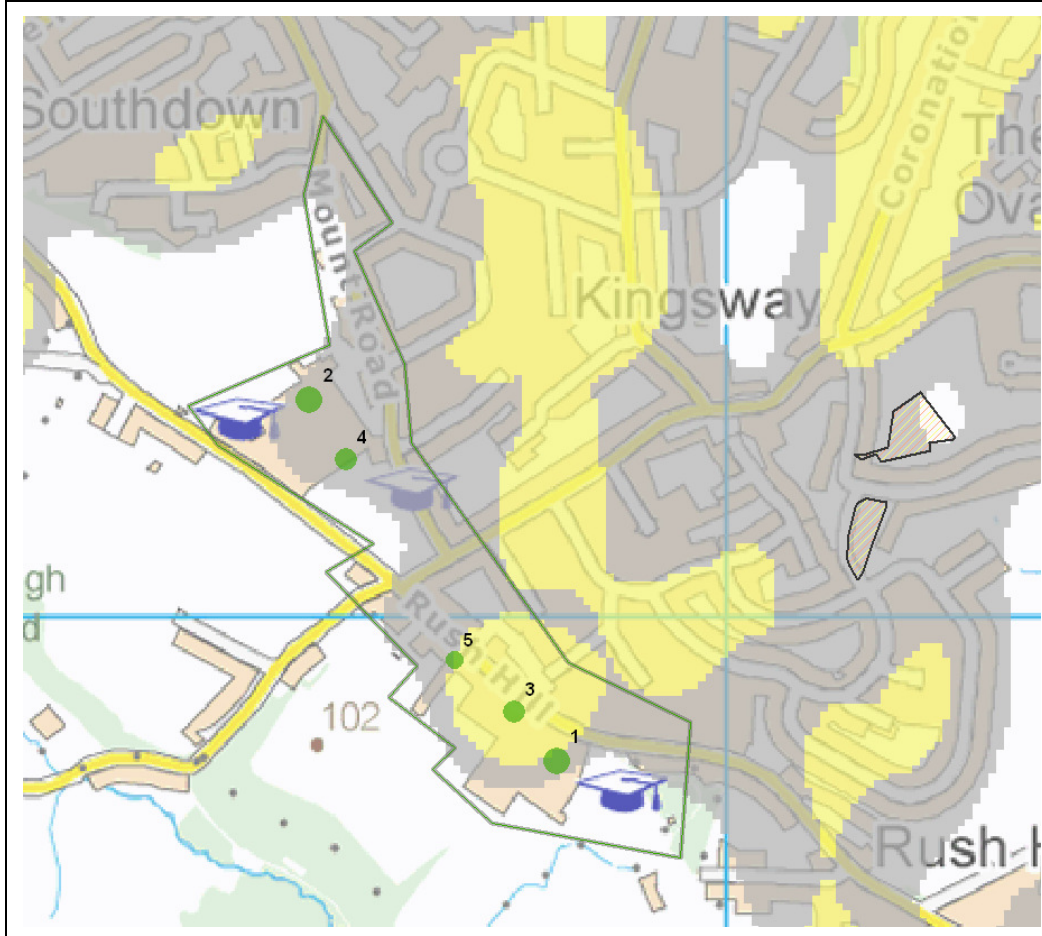 Southdown
Coronation
The
Ova
Mount Road
Kingsway
2
4
gh
d
Rush Hill
5
3
102
1
Rush H